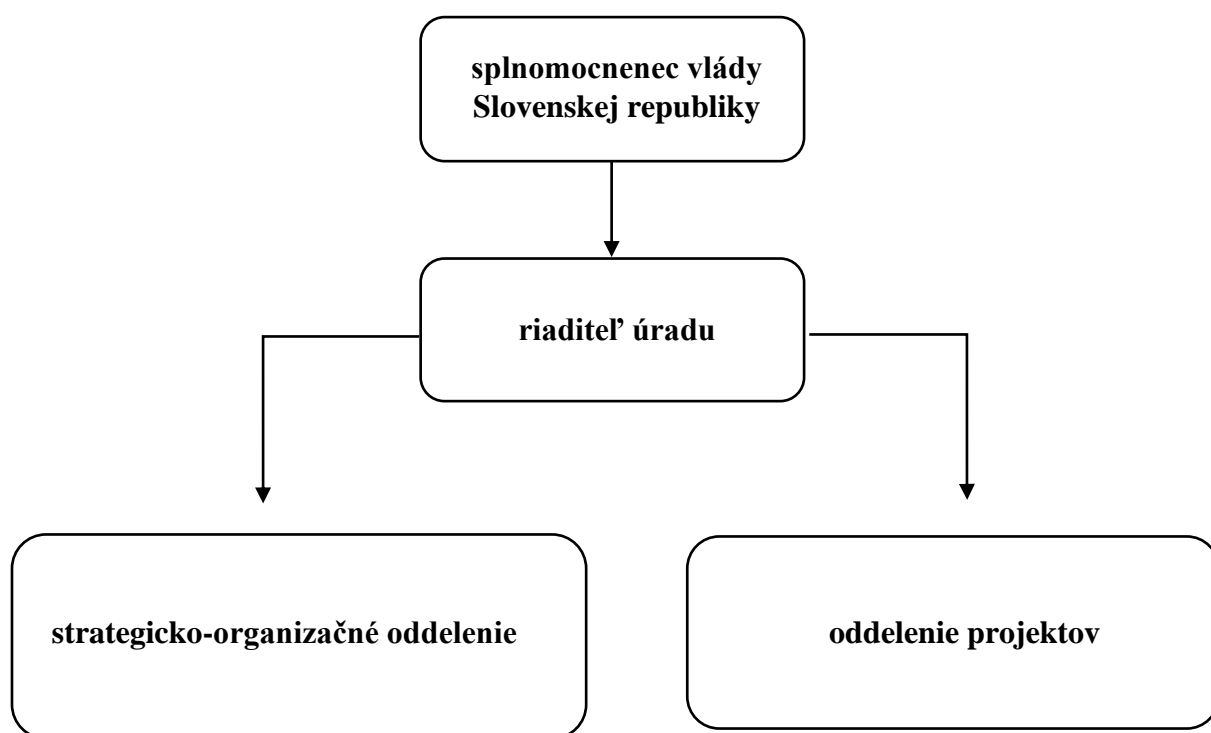 splnomocnenec vlády
Slovenskej republiky
riaditeľ úradu
strategicko-organizačné oddelenie
oddelenie projektov